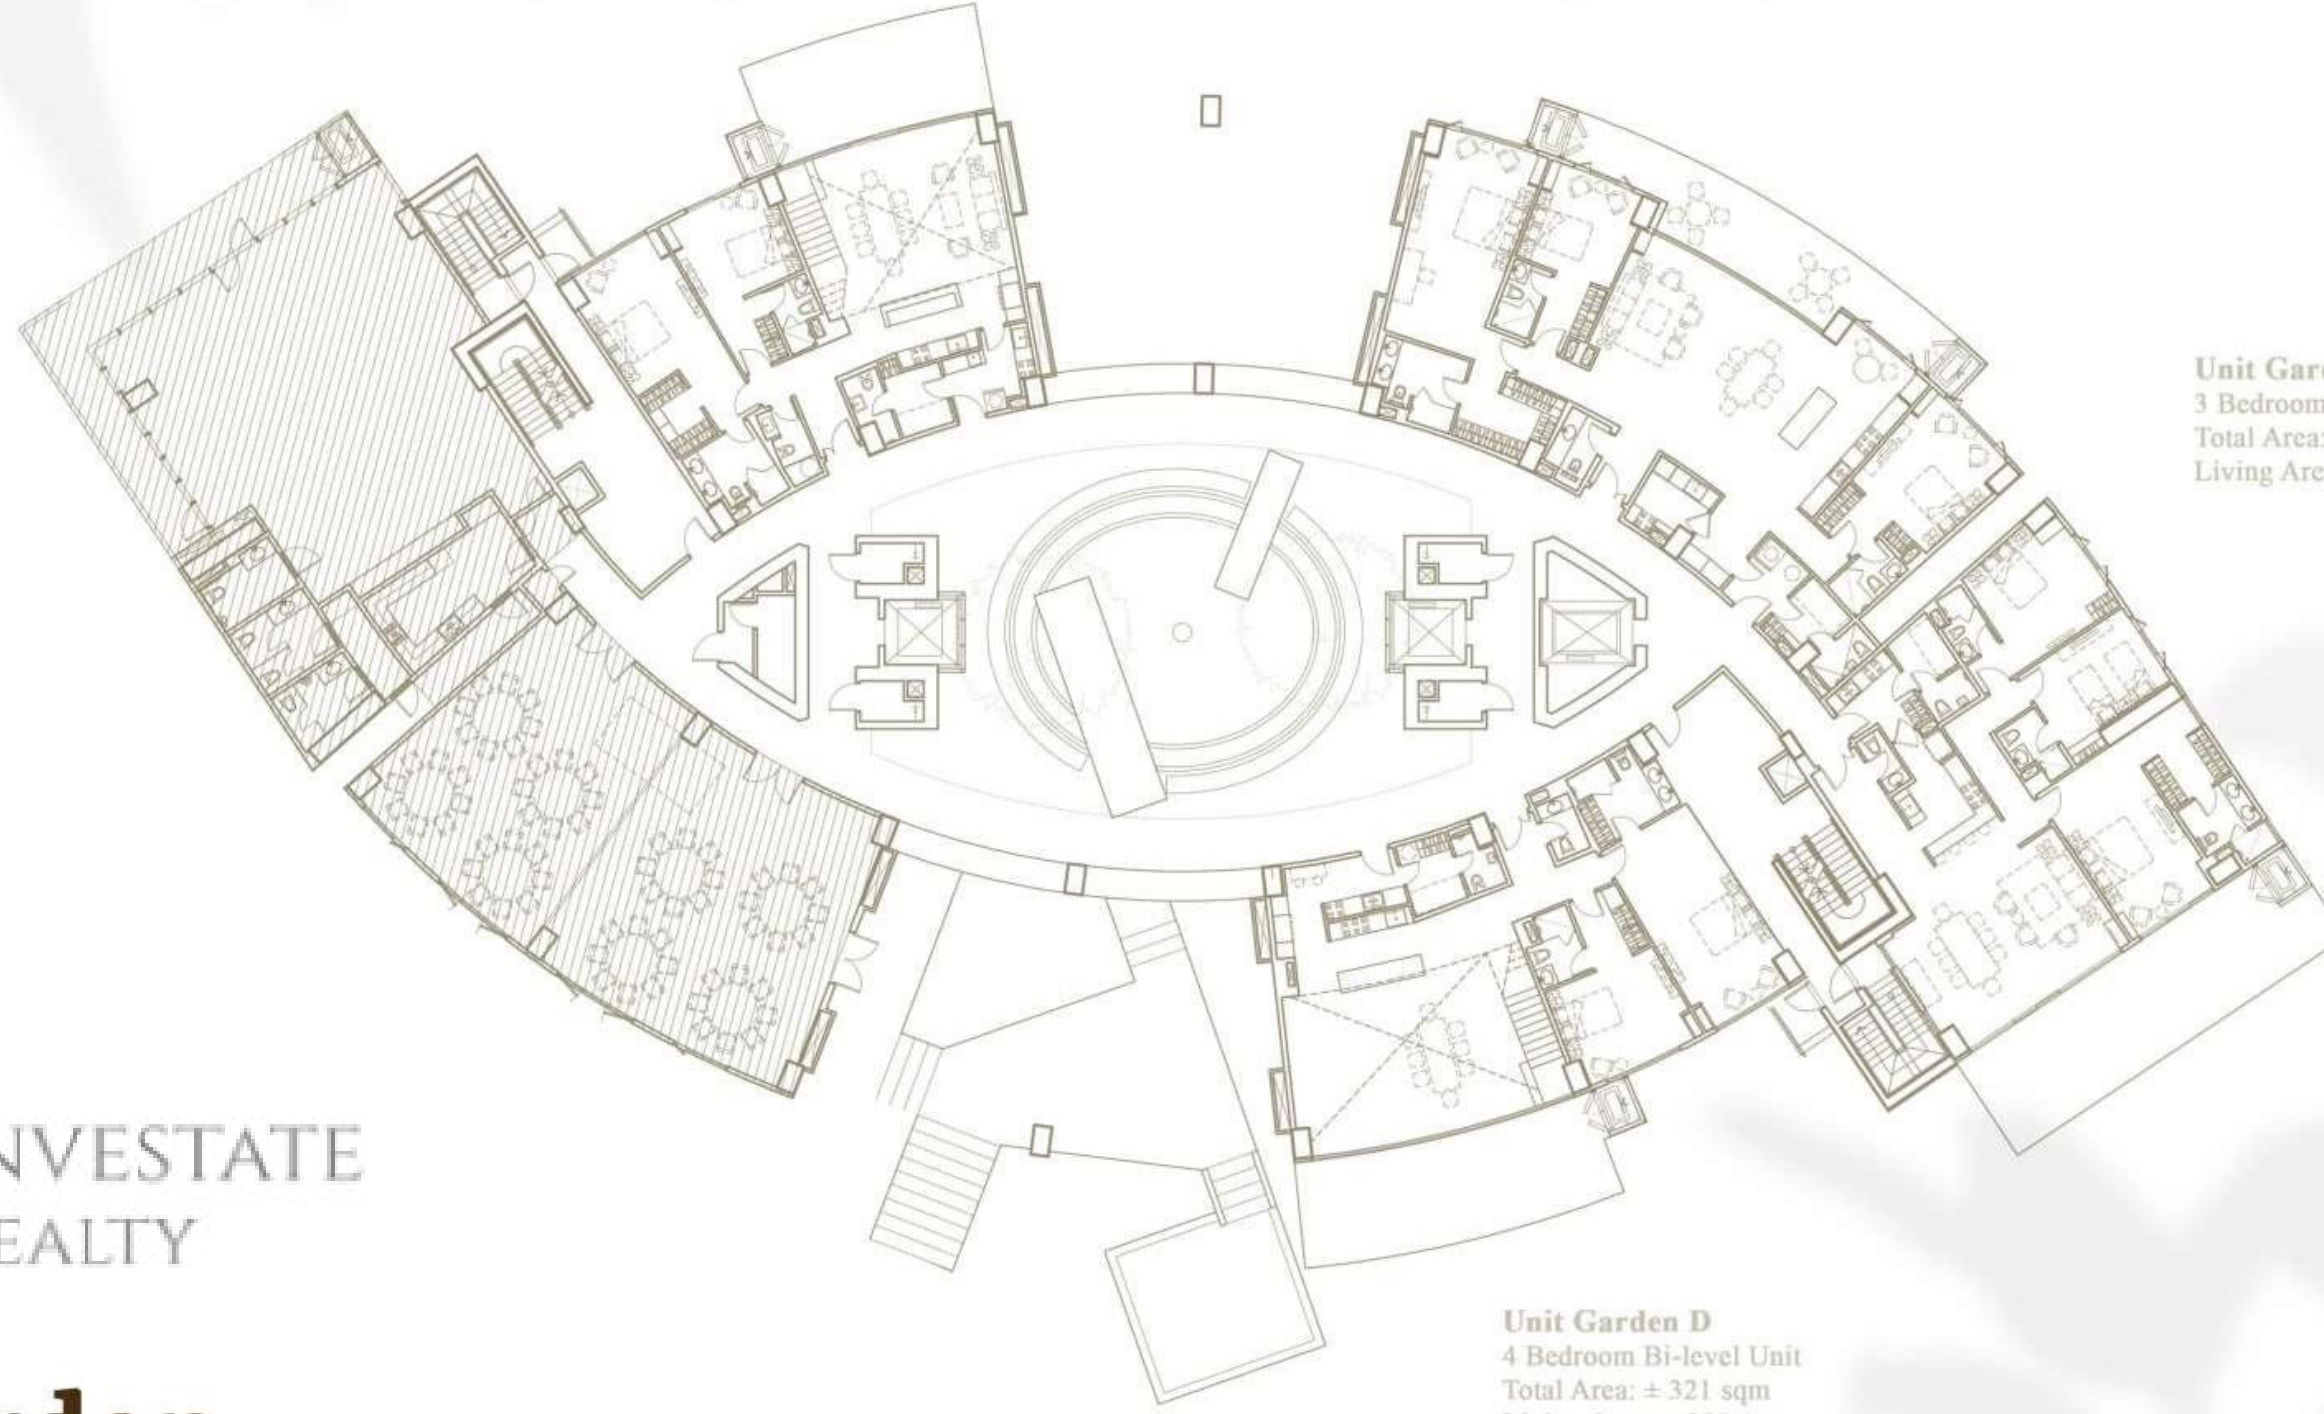 Unit Gar
3 Bedroom
Total Area:
Living Are
NVESTATE
EALTY
Unit Garden D
4 Bedroom Bi-level Unit
Total Area: ± 321 sqm